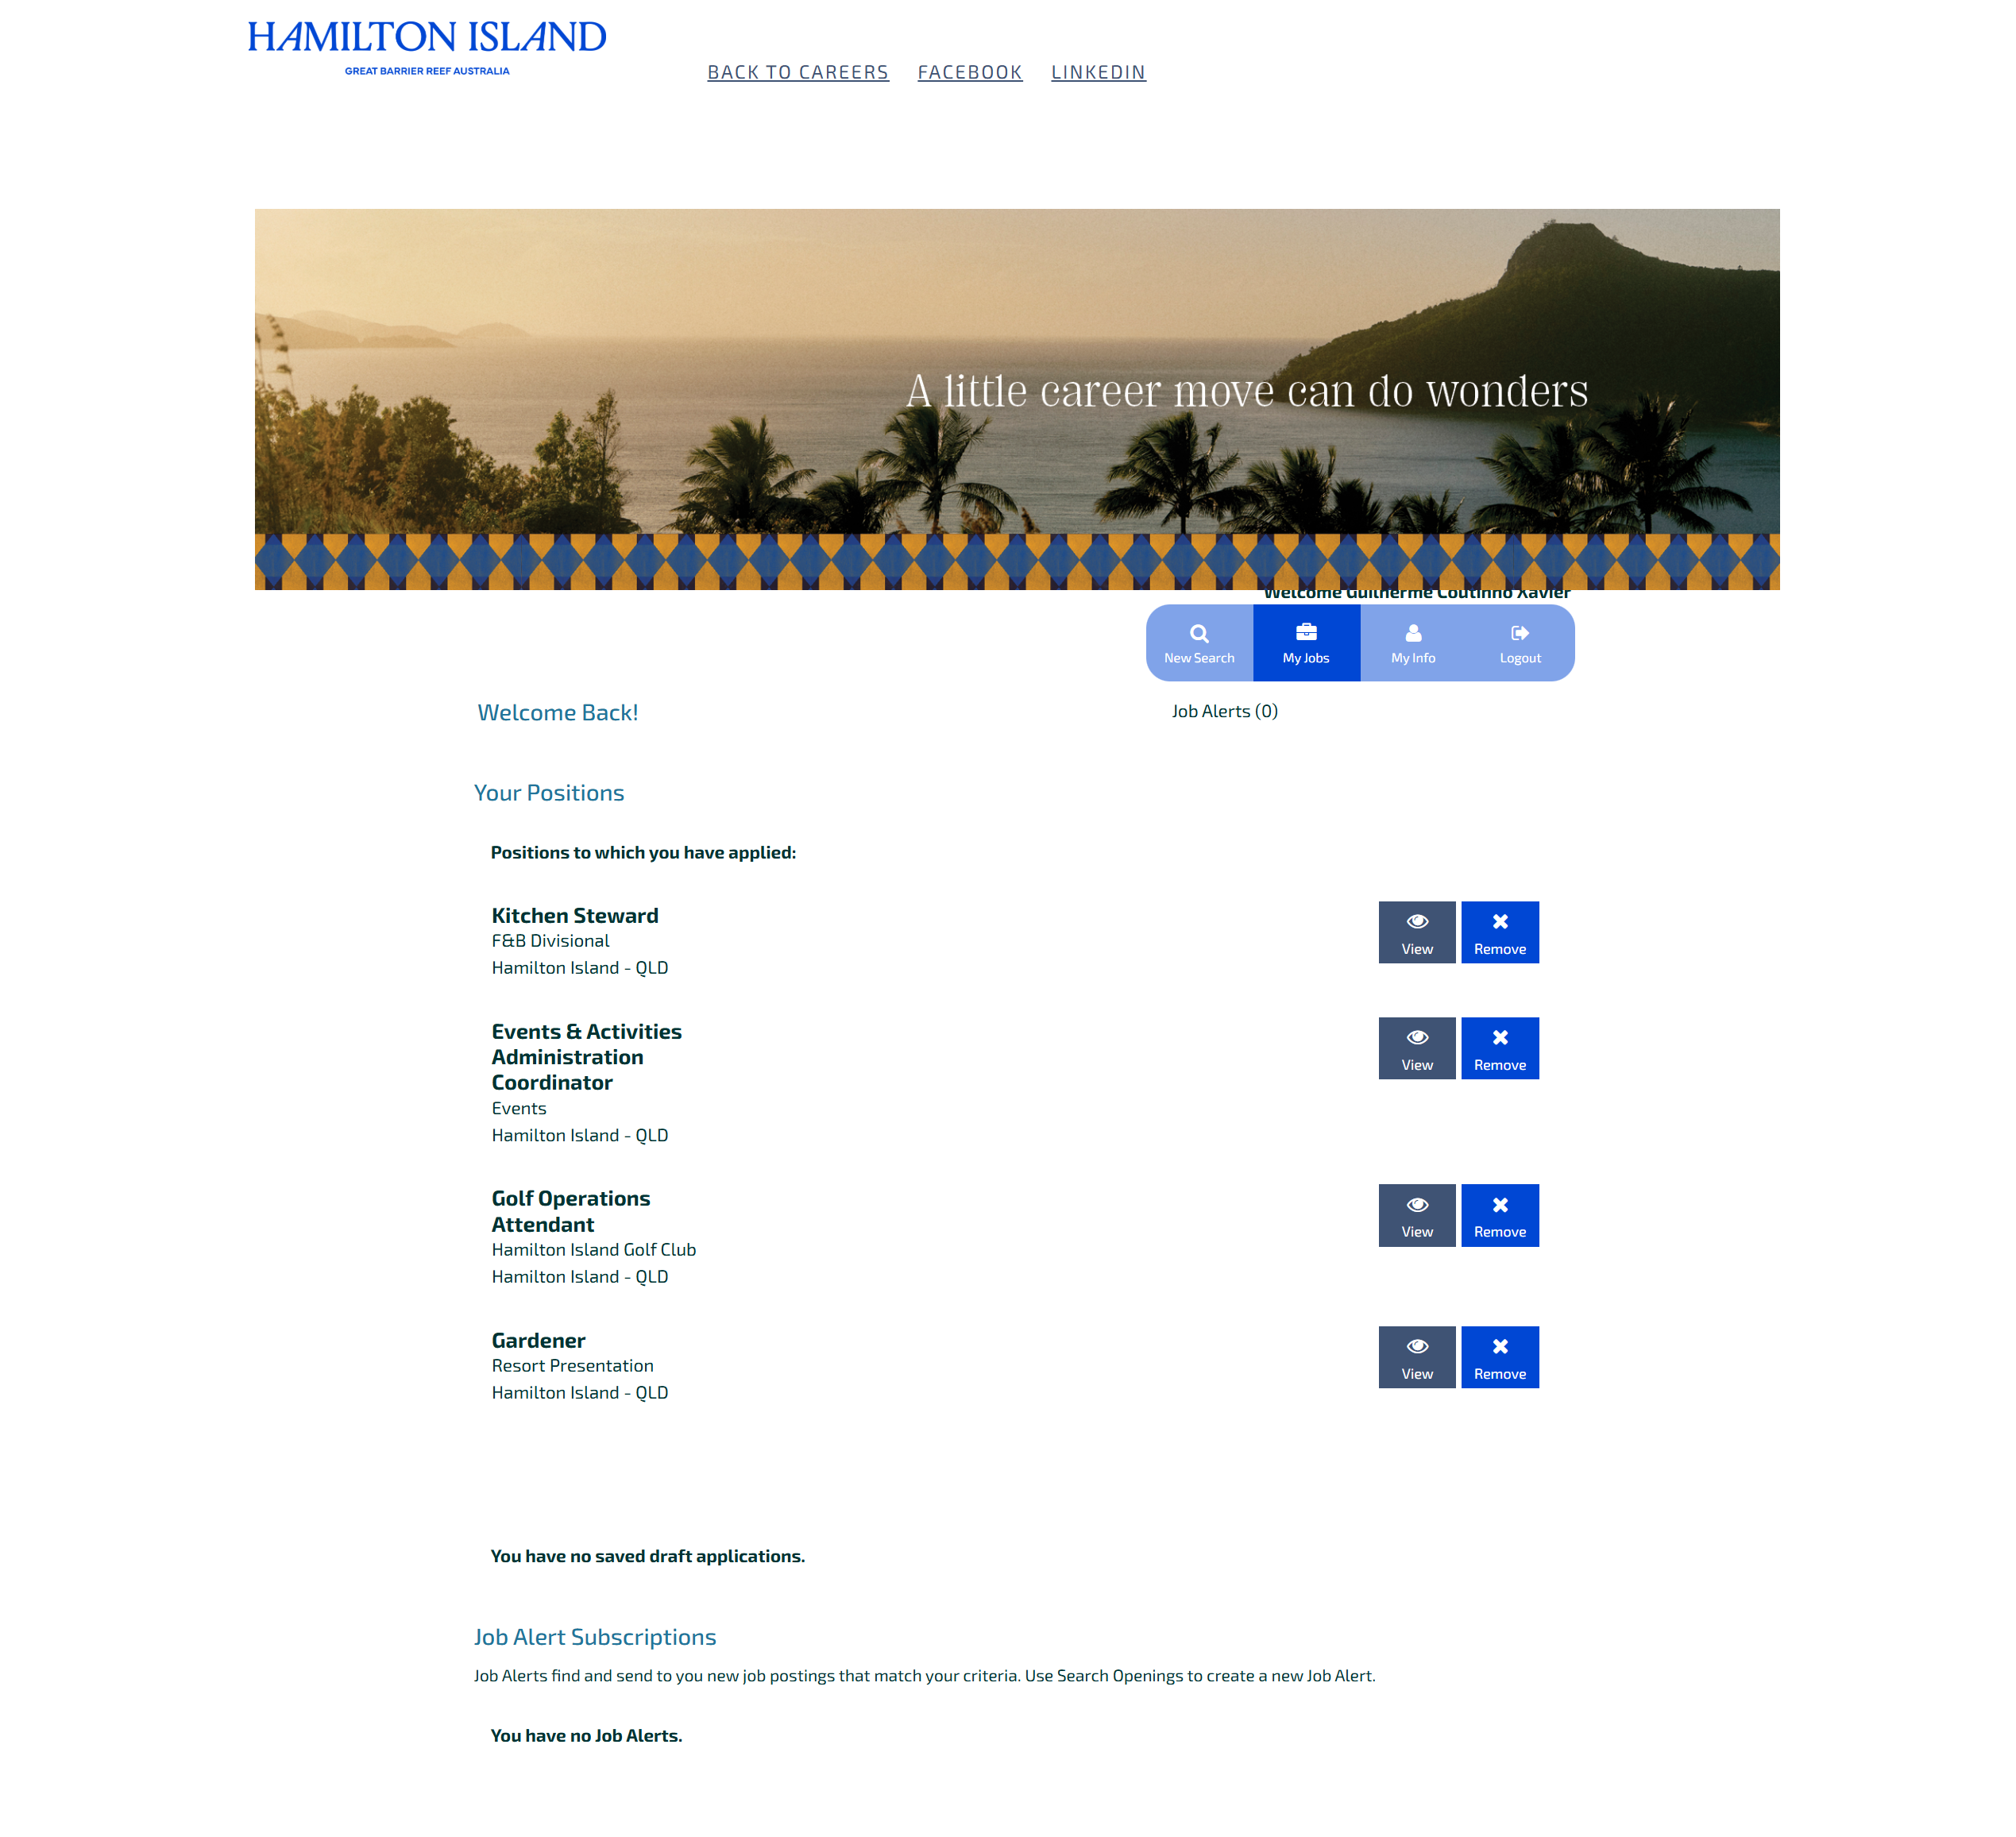 HAMILTON ISLAND
GREAT BARRIER REEF AUSTRALIA
BACK TO CAREERS FACEBOOK LINKEDIN
A little career move can do wonders
Welcome Guilherme Coutinho Xavier
New Search My Jobs My Info Logout
Welcome Back!
Job Alerts (0)
Your Positions
Positions to which you have applied:
Kitchen Steward
F&B Divisional
Hamilton Island - QLD
View Remove
Events & Activities
Administration
Coordinator
Events
Hamilton Island - QLD
View Remove
Golf Operations
Attendant
Hamilton Island Golf Club
Hamilton Island - QLD
View Remove
Gardener
Resort Presentation
Hamilton Island - QLD
View Remove
You have no saved draft applications.
Job Alert Subscriptions
Job Alerts find and send to you new job postings that match your criteria. Use Search Openings to create a new Job Alert.
You have no Job Alerts.